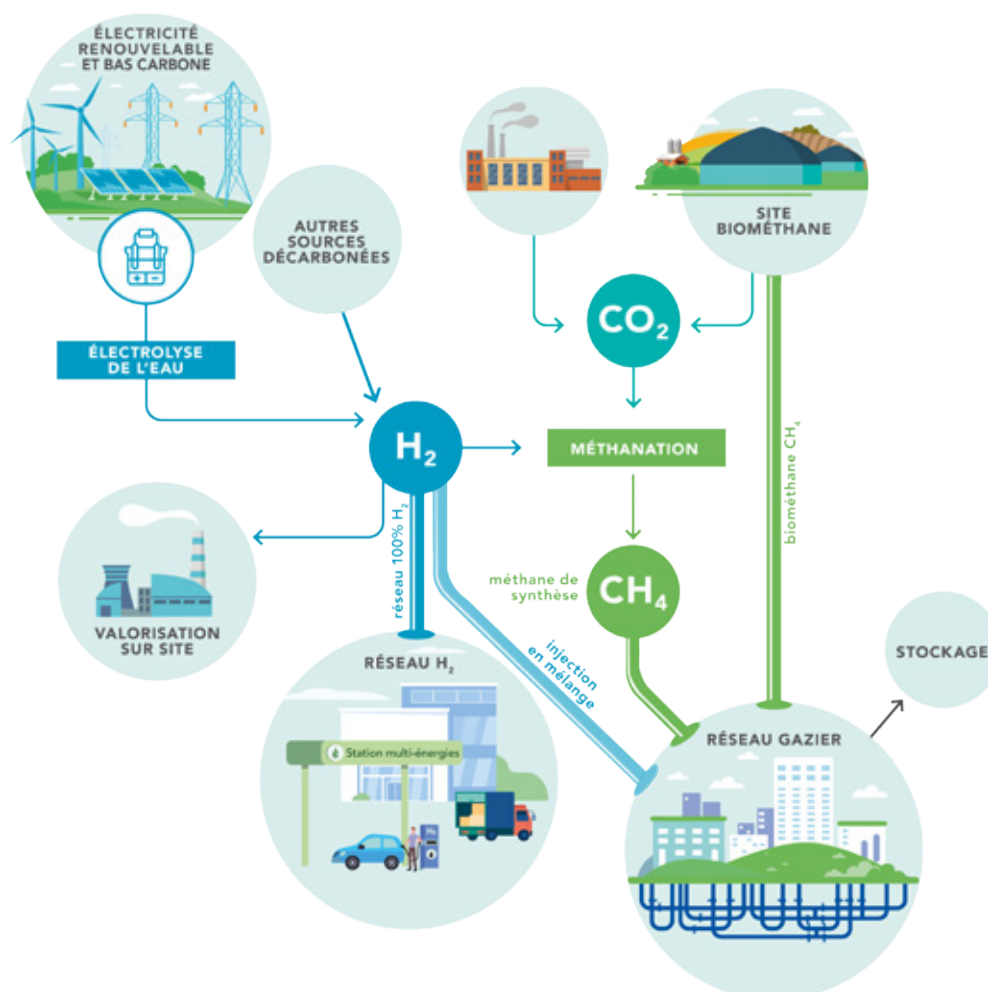 ÉLECTRICITÉ
RENOUVELABLE
ET BAS CARBONE
AUTRES
SOURCES
DÉCARBONÉES
SITE
BIOMÉTHANE
CO₂
ÉLECTROLYSE
DE L'EAU
H₂
MÉTHANATION
biométhane CH₄
réseau 100% H₂
méthane de
synthèse
CH₄
injection
en mélange
VALORISATION
SUR SITE
STOCKAGE
RÉSEAU H₂
Station multi-énergies
H₂
RÉSEAU GAZIER